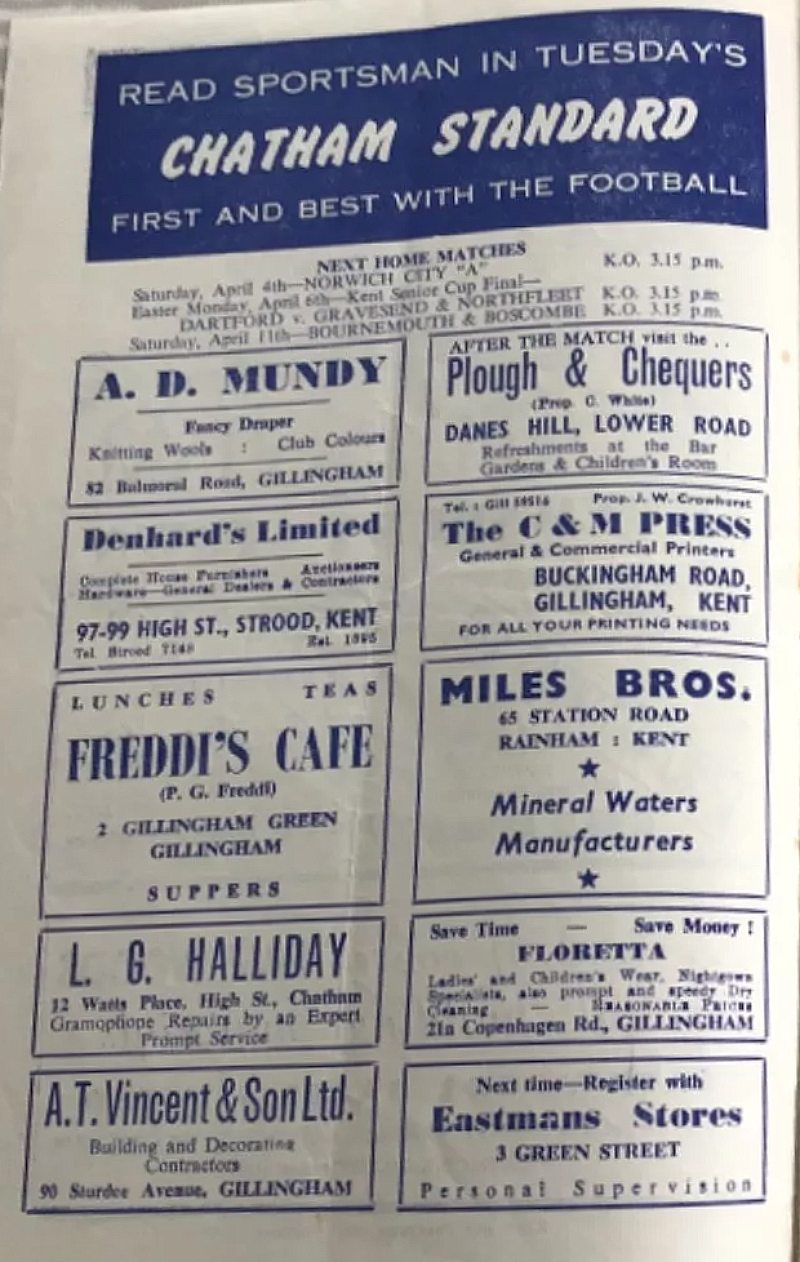 READ SPORTSMAN IN TUESDAY'S
CHATHAM STANDARD
FIRST AND BEST WITH THE FOOTBALL
NEXT HOME MATCHES
Saturday, April 4th—NORWICH CITY "A" K.O. 3.15 p.m.
Easter Monday, April 6th—Kent Senior Cup Final—
DARTFORD v. GRAVESEND & NORTHFLEET K.O. 3.15 p.m.
Saturday, April 11th—BOURNEMOUTH & BOSCOMBE K.O. 3.15 p.m.
A. D. MUNDY
Fancy Draper
Knitting Wools : Club Colours
82 Balmoral Road, GILLINGHAM
AFTER THE MATCH visit the . .
Plough & Chequers
(Prop. C. White)
DANES HILL, LOWER ROAD
Refreshments at the Bar
Gardens & Children's Room
Denhard's Limited
Complete House Furnishers Auctioneers
Hardware—General Dealers & Contractors
97-99 HIGH ST., STROOD, KENT
Tel. Strood 7148 Est.
Tel. : Gill Prop. J. W. Crowhurst
The C & M PRESS
General & Commercial Printers
BUCKINGHAM ROAD,
GILLINGHAM, KENT
FOR ALL YOUR PRINTING NEEDS
LUNCHES TEAS
FREDDI'S CAFE
(P. G. Freddi)
2 GILLINGHAM GREEN
GILLINGHAM
SUPPERS
MILES BROS.
65 STATION ROAD
RAINHAM : KENT
Mineral Waters
Manufacturers
L. G. HALLIDAY
12 Watts Place, High St., Chatham
Gramophone Repairs by an Expert
Prompt Service
Save Time — Save Money !
FLORETTA
Ladies' and Children's Wear, Nightgown
Specialists, also prompt and speedy Dry
Cleaning — REASONABLE PRICES
21a Copenhagen Rd., GILLINGHAM
A.T. Vincent & Son Ltd.
Building and Decorating
Contractors
90 Sturdee Avenue, GILLINGHAM
Next time—Register with
Eastmans Stores
3 GREEN STREET
Personal Supervision